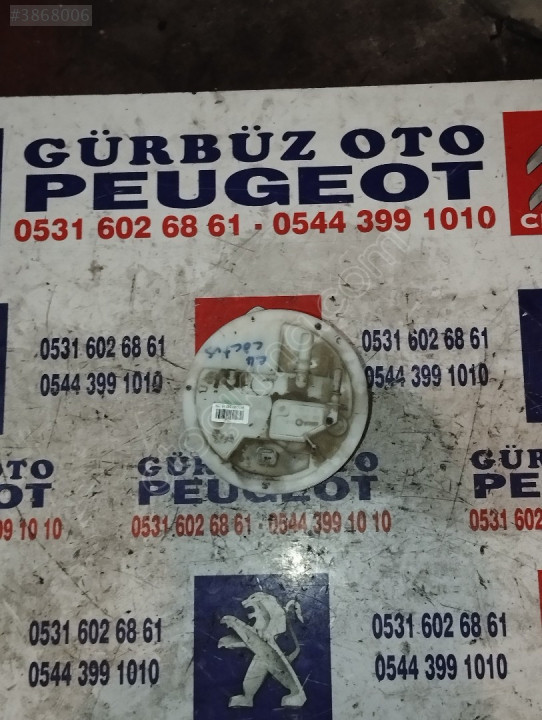 #3868006
GÜRBÜZ OTO
PEUGEOT
0531 602 68 61 - 0544 399 1010
0531 602 68 61
0544 399 1010
0531 602 68 61
0544 399 1010
C4
CACTUS
GÜRBÜZ OTO
PEUGEOT
0531 602 68 61 - 0544 399 10 10
OTO
OT
99 10 10
GÜR
PE
0531 60
0531 602 68 61
0544 399 1010
0531 602 68 61
0544 399 1010